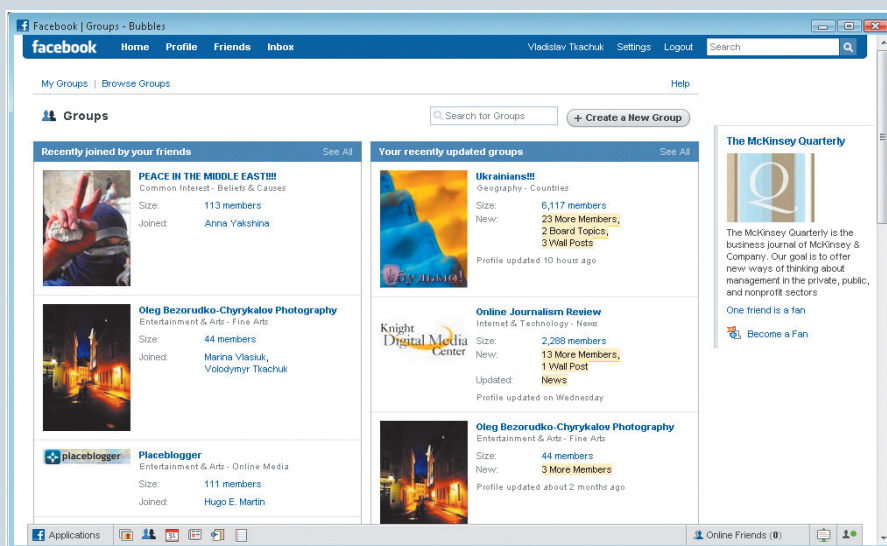 Facebook | Groups - Bubbles
facebook Home Profile Friends Inbox Vladislav Tkachuk Settings Logout Search
My Groups | Browse Groups Help
Groups Search for Groups + Create a New Group
Recently joined by your friends See All
PEACE IN THE MIDDLE EAST!!!!
Common Interest - Beliefs & Causes
Size: 113 members
Joined: Anna Yakshina
Oleg Bezorudko-Chyrykalov Photography
Entertainment & Arts - Fine Arts
Size: 44 members
Joined: Marina Vlasiuk,
Volodymyr Tkachuk
placeblogger
Placeblogger
Entertainment & Arts - Online Media
Size: 111 members
Joined: Hugo E. Martin
Your recently updated groups See All
Ukrainians!!!
Geography - Countries
Size: 6,117 members
New: 23 More Members,
2 Board Topics,
3 Wall Posts
Profile updated 10 hours ago
будьмо!
Online Journalism Review
Internet & Technology - News
Knight
Digital Media
Center
Size: 2,288 members
New: 13 More Members,
1 Wall Post
Updated: News
Profile updated on Wednesday
Oleg Bezorudko-Chyrykalov Photography
Entertainment & Arts - Fine Arts
Size: 44 members
New: 3 More Members
Profile updated about 2 months ago
The McKinsey Quarterly
Q
The McKinsey Quarterly is the
business journal of McKinsey &
Company. Our goal is to offer
new ways of thinking about
management in the private, public,
and nonprofit sectors
One friend is a fan
Become a Fan
Applications 31 Online Friends (0)